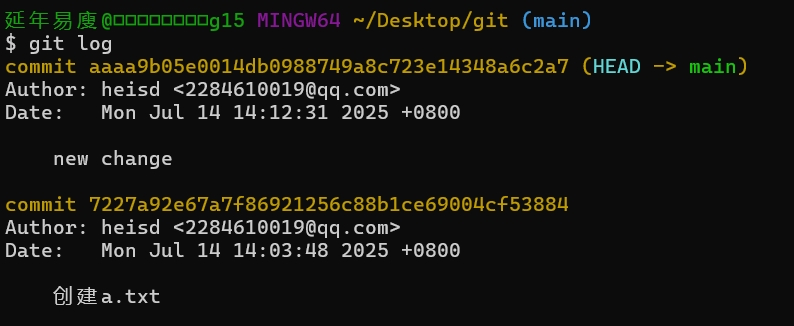 延年易廋@□□□□□□□□g15 MINGW64 ~/Desktop/git (main)
$ git log
commit aaaa9b05e0014db0988749a8c723e14348a6c2a7 (HEAD -> main)
Author: heisd <2284610019@qq.com>
Date:   Mon Jul 14 14:12:31 2025 +0800
    new change
commit 7227a92e67a7f86921256c88b1ce69004cf53884
Author: heisd <2284610019@qq.com>
Date:   Mon Jul 14 14:03:48 2025 +0800
    创建a.txt